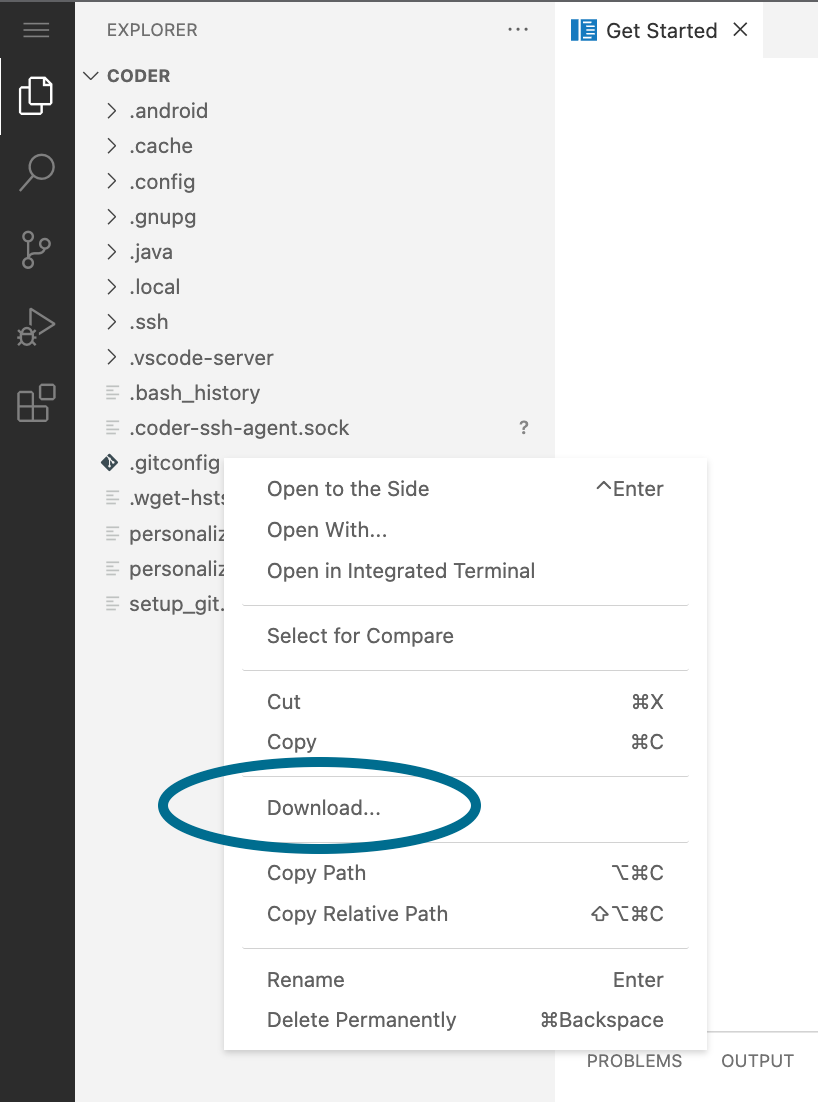 EXPLORER
...
Get Started
CODER
.android
.cache
.config
.gnupg
.java
.local
.ssh
.vscode-server
.bash_history
.coder-ssh-agent.sock ?
.gitconfig
.wget-hsts
personaliz
personaliz
setup_git.
Open to the Side ^Enter
Open With...
Open in Integrated Terminal
Select for Compare
Cut ⌘X
Copy ⌘C
Download...
Copy Path ⌥⌘C
Copy Relative Path ⇧⌥⌘C
Rename Enter
Delete Permanently ⌘Backspace
PROBLEMS OUTPUT